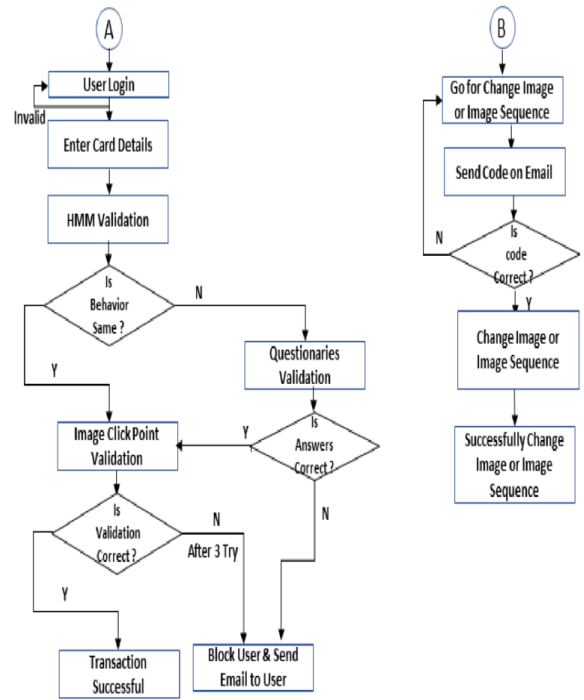 A
User Login
Invalid
Enter Card Details
HMM Validation
Is
Behavior
Same ?
N
Y
Questionaries
Validation
Image Click Point
Validation
Y
Is
Answers
Correct ?
N
Is
Validation
Correct ?
N
After 3 Try
Y
Transaction
Successful
Block User & Send
Email to User
B
Go for Change Image
or Image Sequence
Send Code on Email
N
Is
code
Correct ?
Y
Change Image or
Image Sequence
Successfully Change
Image or Image
Sequence